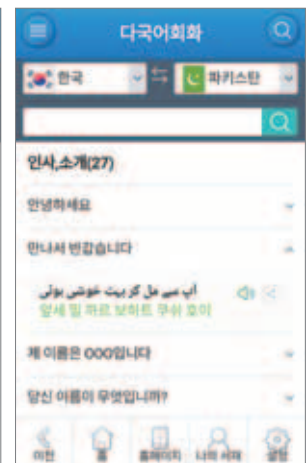 다국어회화
한국
파키스탄
인사,소개(27)
안녕하세요
만나서 반갑습니다
آپ سے مل کر بہت خوشی ہوئی
앞세 밀 까르 보하트 쿠쉬 호이
제 이름은 OOO입니다
당신 이름이 무엇입니까?
이전 홈 홈페이지 나의 서재 설정